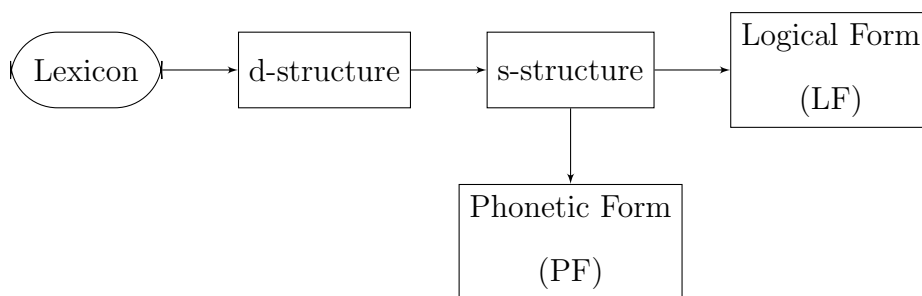 Lexicon
d-structure
s-structure
Logical Form
(LF)
Phonetic Form
(PF)